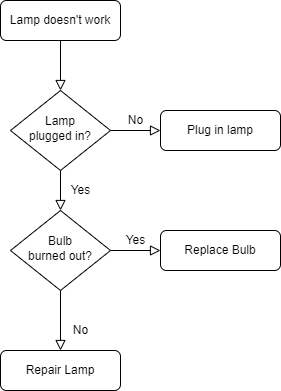 Lamp doesn't work
Lamp
plugged in?
No
Plug in lamp
Yes
Bulb
burned out?
Yes
Replace Bulb
No
Repair Lamp